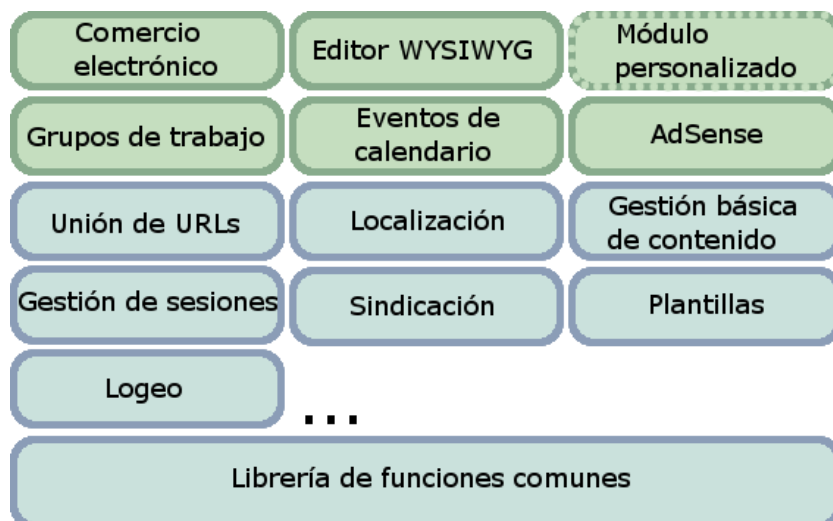 Comercio
electrónico
Editor WYSIWYG
Módulo
personalizado
Grupos de trabajo
Eventos de
calendario
AdSense
Unión de URLs
Localización
Gestión básica
de contenido
Gestión de sesiones
Sindicación
Plantillas
Logeo
...
Librería de funciones comunes